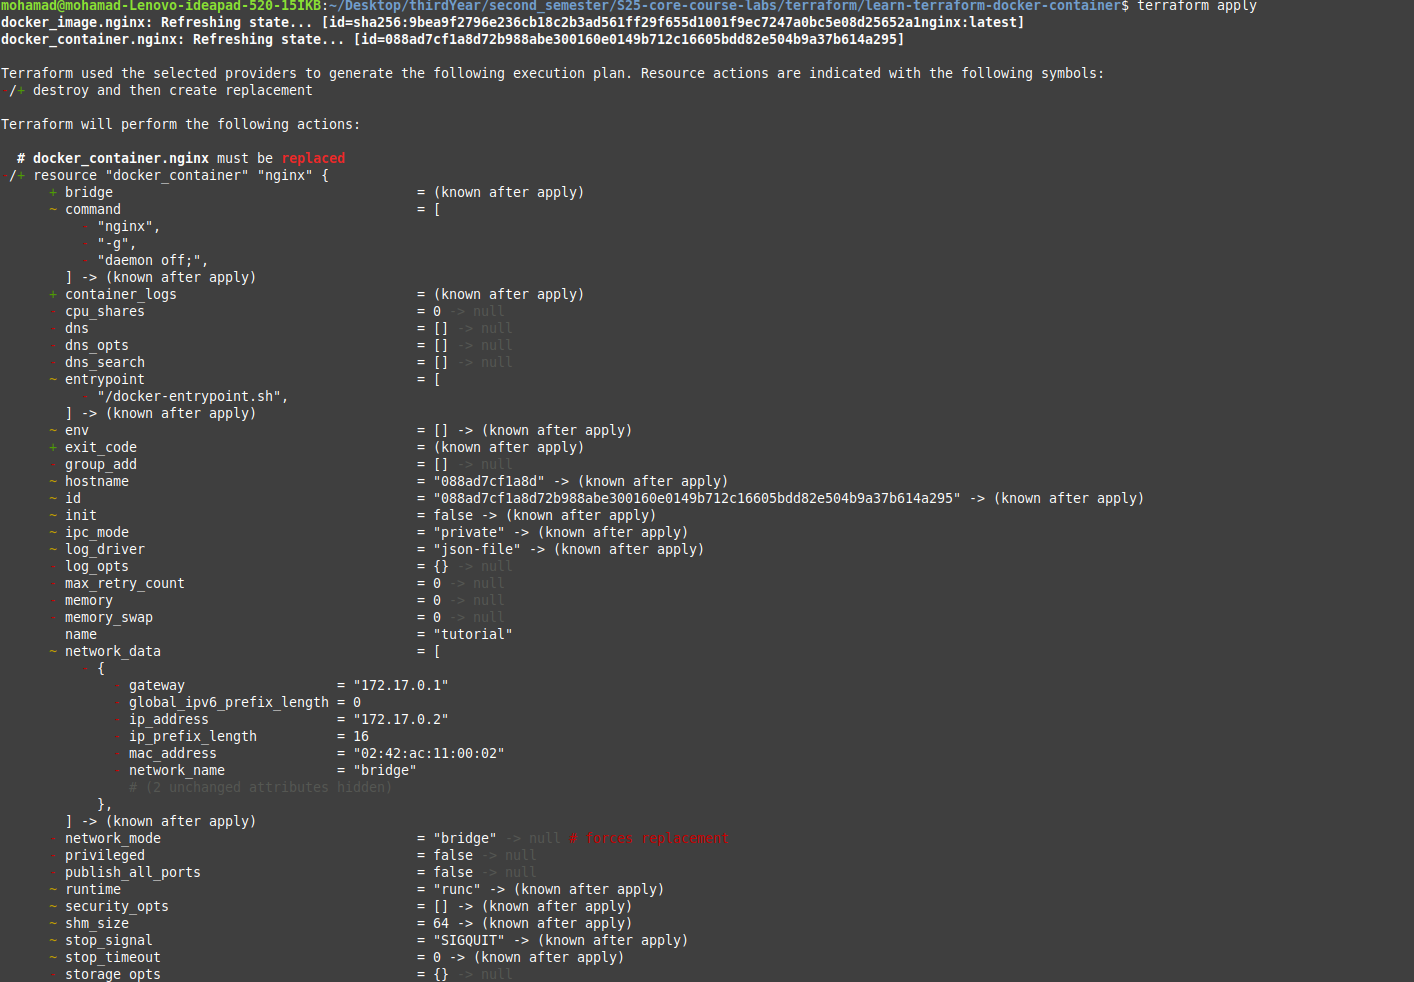 mohamad@mohamad-Lenovo-ideapad-520-15IKB:~/Desktop/thirdYear/second_semester/S25-core-course-labs/terraform/learn-terraform-docker-container$ terraform apply
docker_image.nginx: Refreshing state... [id=sha256:9bea9f2796e236cb18c2b3ad561ff29f655d1001f9ec7247a0bc5e08d25652a1nginx:latest]
docker_container.nginx: Refreshing state... [id=088ad7cf1a8d72b988abe300160e0149b712c16605bdd82e504b9a37b614a295]

Terraform used the selected providers to generate the following execution plan. Resource actions are indicated with the following symbols:
-/+ destroy and then create replacement

Terraform will perform the following actions:

  # docker_container.nginx must be replaced
 /+ resource "docker_container" "nginx" {
      + bridge                                      = (known after apply)
      ~ command                                     = [
          - "nginx",
            "-g",
          - "daemon off;",
        ] -> (known after apply)
      + container_logs                              = (known after apply)
        cpu_shares                                  = 0 -> null
      - dns                                         = [] -> null
        dns_opts                                    = [] -> null
      - dns_search                                  = [] -> null
      ~ entrypoint                                  = [
          - "/docker-entrypoint.sh",
        ] -> (known after apply)
      ~ env                                         = [] -> (known after apply)
      + exit_code                                   = (known after apply)
      - group_add                                   = [] -> null
      ~ hostname                                    = "088ad7cf1a8d" -> (known after apply)
      ~ id                                          = "088ad7cf1a8d72b988abe300160e0149b712c16605bdd82e504b9a37b614a295" -> (known after apply)
      ~ init                                        = false -> (known after apply)
      ~ ipc_mode                                    = "private" -> (known after apply)
      ~ log_driver                                  = "json-file" -> (known after apply)
      - log_opts                                    = {} -> null
        max_retry_count                             = 0 -> null
      - memory                                      = 0 -> null
        memory_swap                                 = 0 -> null
        name                                        = "tutorial"
      ~ network_data                                = [
          - {
                gateway                   = "172.17.0.1"
              - global_ipv6_prefix_length = 0
                ip_address                = "172.17.0.2"
              - ip_prefix_length          = 16
                mac_address               = "02:42:ac:11:00:02"
              - network_name              = "bridge"
                # (2 unchanged attributes hidden)
            },
        ] -> (known after apply)
      - network_mode                                = "bridge" -> null # forces replacement
        privileged                                  = false -> null
      - publish_all_ports                           = false -> null
      ~ runtime                                     = "runc" -> (known after apply)
      ~ security_opts                               = [] -> (known after apply)
      ~ shm_size                                    = 64 -> (known after apply)
      ~ stop_signal                                 = "SIGQUIT" -> (known after apply)
      ~ stop_timeout                                = 0 -> (known after apply)
      - storage_opts                                = {} -> null